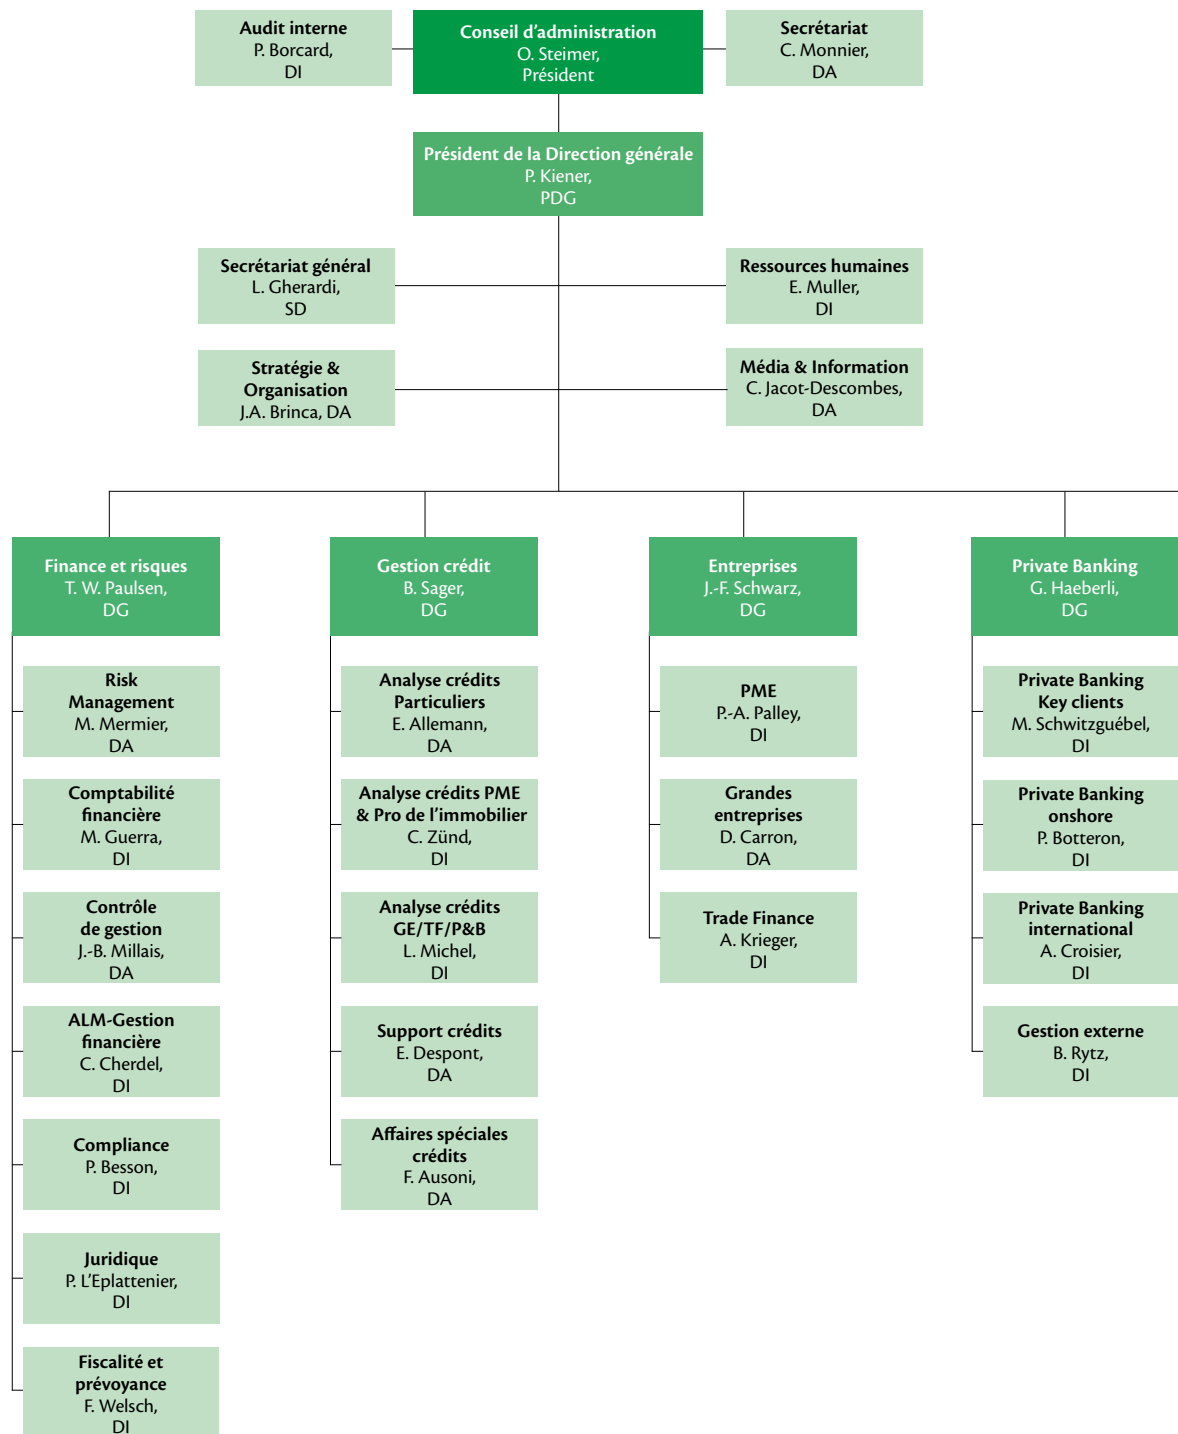 Audit interne
P. Borcard,
DI
Conseil d'administration
O. Steimer,
Président
Secrétariat
C. Monnier,
DA
Président de la Direction générale
P. Kiener,
PDG
Secrétariat général
L. Gherardi,
SD
Ressources humaines
E. Muller,
DI
Stratégie &
Organisation
J.A. Brinca, DA
Média & Information
C. Jacot-Descombes,
DA
Finance et risques
T. W. Paulsen,
DG
Risk
Management
M. Mermier,
DA
Comptabilité
financière
M. Guerra,
DI
Contrôle
de gestion
J.-B. Millais,
DA
ALM-Gestion
financière
C. Cherdel,
DI
Compliance
P. Besson,
DI
Juridique
P. L'Eplattenier,
DI
Fiscalité et
prévoyance
F. Welsch,
DI
Gestion crédit
B. Sager,
DG
Analyse crédits
Particuliers
E. Allemann,
DA
Analyse crédits PME
& Pro de l'immobilier
C. Zünd,
DI
Analyse crédits
GE/TF/P&B
L. Michel,
DI
Support crédits
E. Despont,
DA
Affaires spéciales
crédits
F. Ausoni,
DA
Entreprises
J.-F. Schwarz,
DG
PME
P.-A. Palley,
DI
Grandes
entreprises
D. Carron,
DA
Trade Finance
A. Krieger,
DI
Private Banking
G. Haeberli,
DG
Private Banking
Key clients
M. Schwitzguébel,
DI
Private Banking
onshore
P. Botteron,
DI
Private Banking
international
A. Croisier,
DI
Gestion externe
B. Rytz,
DI